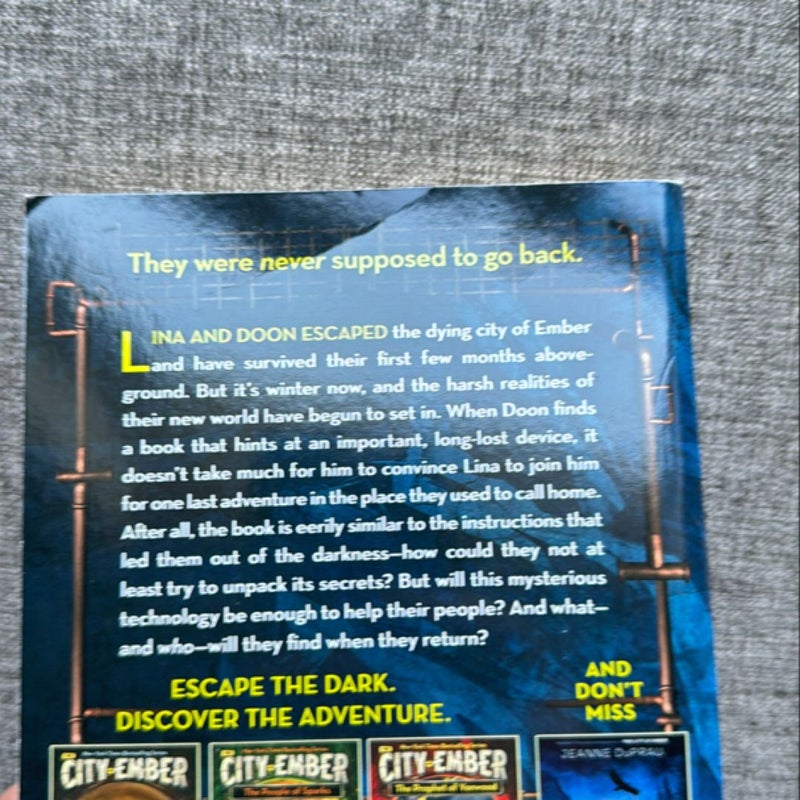 They were never supposed to go back.
LINA AND DOON ESCAPED the dying city of Ember
and have survived their first few months above-
ground. But it's winter now, and the harsh realities of
their new world have begun to set in. When Doon finds
a book that hints at an important, long-lost device, it
doesn't take much for him to convince Lina to join him
for one last adventure in the place they used to call home.
After all, the book is eerily similar to the instructions that
led them out of the darkness—how could they not at
least try to unpack its secrets? But will this mysterious
technology be enough to help their people? And what—
and who—will they find when they return?
ESCAPE THE DARK.
DISCOVER THE ADVENTURE.
AND
DON'T
MISS
CITY OF EMBER
CITY OF EMBER
The People of Sparks
CITY OF EMBER
The Prophet of Yonwood
JEANNE DUPRAU